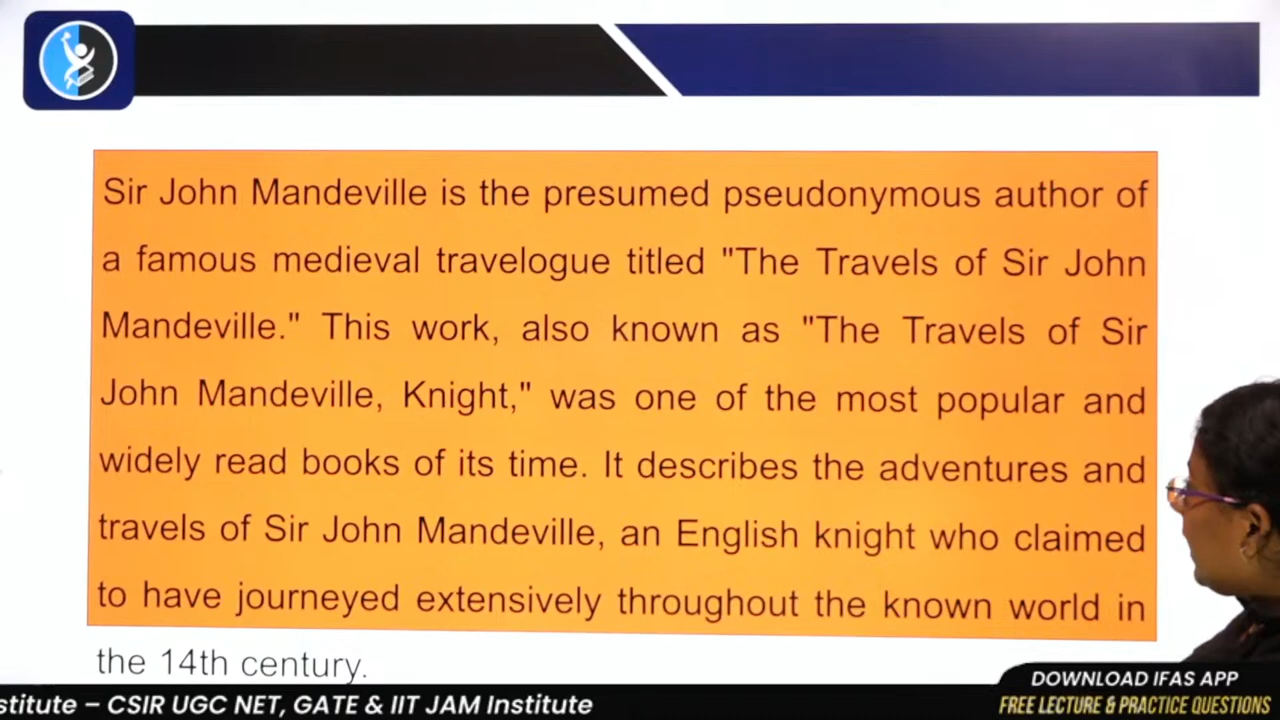 Sir John Mandeville is the presumed pseudonymous author of
a famous medieval travelogue titled "The Travels of Sir John
Mandeville." This work, also known as "The Travels of Sir
John Mandeville, Knight," was one of the most popular and
widely read books of its time. It describes the adventures and
travels of Sir John Mandeville, an English knight who claimed
to have journeyed extensively throughout the known world in
the 14th century.
DOWNLOAD IFAS APP
stitute – CSIR UGC NET, GATE & IIT JAM Institute
FREE LECTURE & PRACTICE QUESTIONS